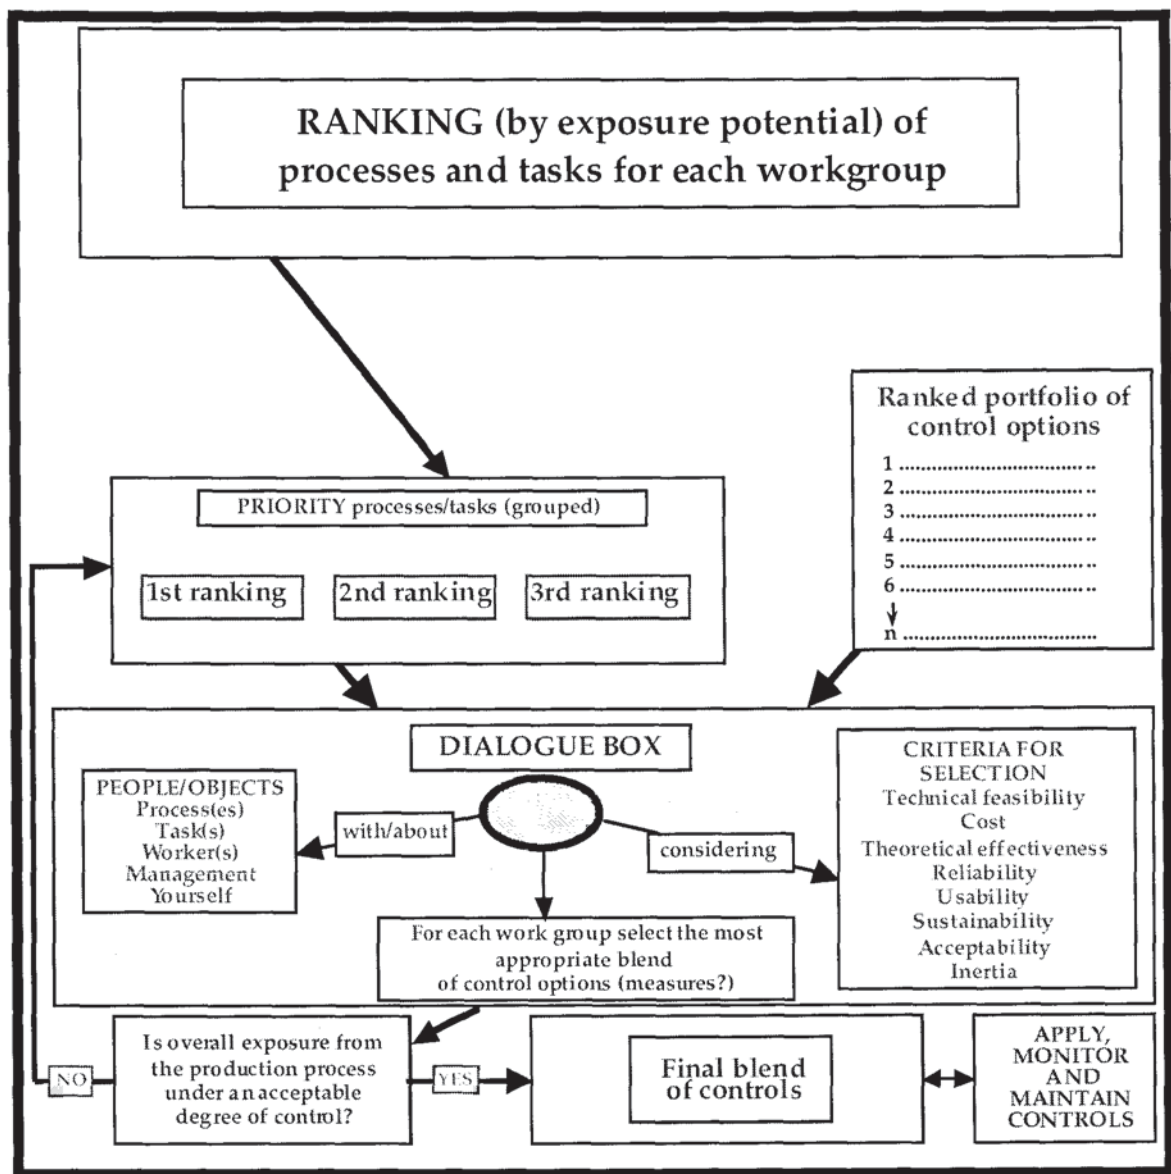 RANKING (by exposure potential) of
processes and tasks for each workgroup
Ranked portfolio of
control options
1 ....................................
2 ....................................
3 ....................................
4 ....................................
5 ....................................
6 ....................................
n ....................................
PRIORITY processes/tasks (grouped)
1st ranking
2nd ranking
3rd ranking
DIALOGUE BOX
PEOPLE/OBJECTS
Process(es)
Task(s)
Worker(s)
Management
Yourself
with/about
considering
CRITERIA FOR
SELECTION
Technical feasibility
Cost
Theoretical effectiveness
Reliability
Usability
Sustainability
Acceptability
Inertia
For each work group select the most
appropriate blend
of control options (measures?)
Is overall exposure from
the production process
under an acceptable
degree of control?
NO
YES
Final blend
of controls
APPLY,
MONITOR
AND
MAINTAIN
CONTROLS